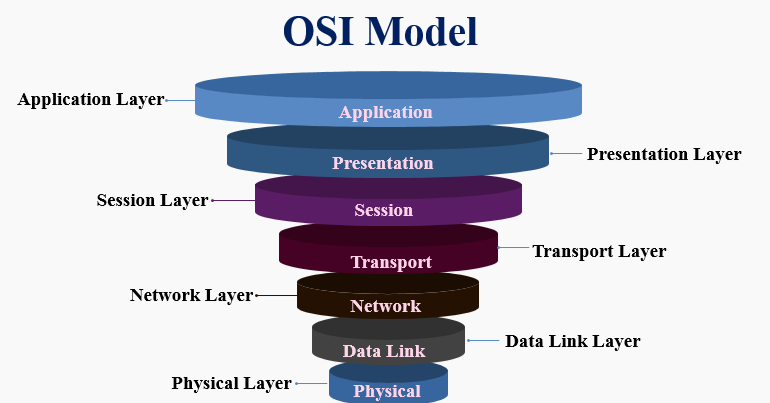 OSI Model
Application Layer
Application
Presentation
Presentation Layer
Session Layer
Session
Transport
Transport Layer
Network Layer
Network
Data Link
Data Link Layer
Physical Layer
Physical